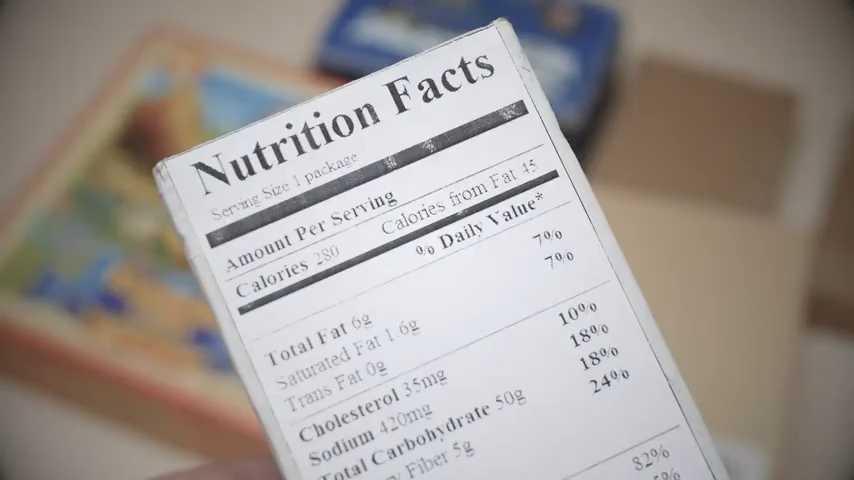 Nutrition Facts
Serving Size 1 package
Amount Per Serving
Calories 280 Calories from Fat 45
% Daily Value*
Total Fat 6g 7%
Saturated Fat 1.6g 7%
Trans Fat 0g
Cholesterol 35mg 10%
Sodium 420mg 18%
Total Carbohydrate 50g 18%
Fiber 5g 24%
82%